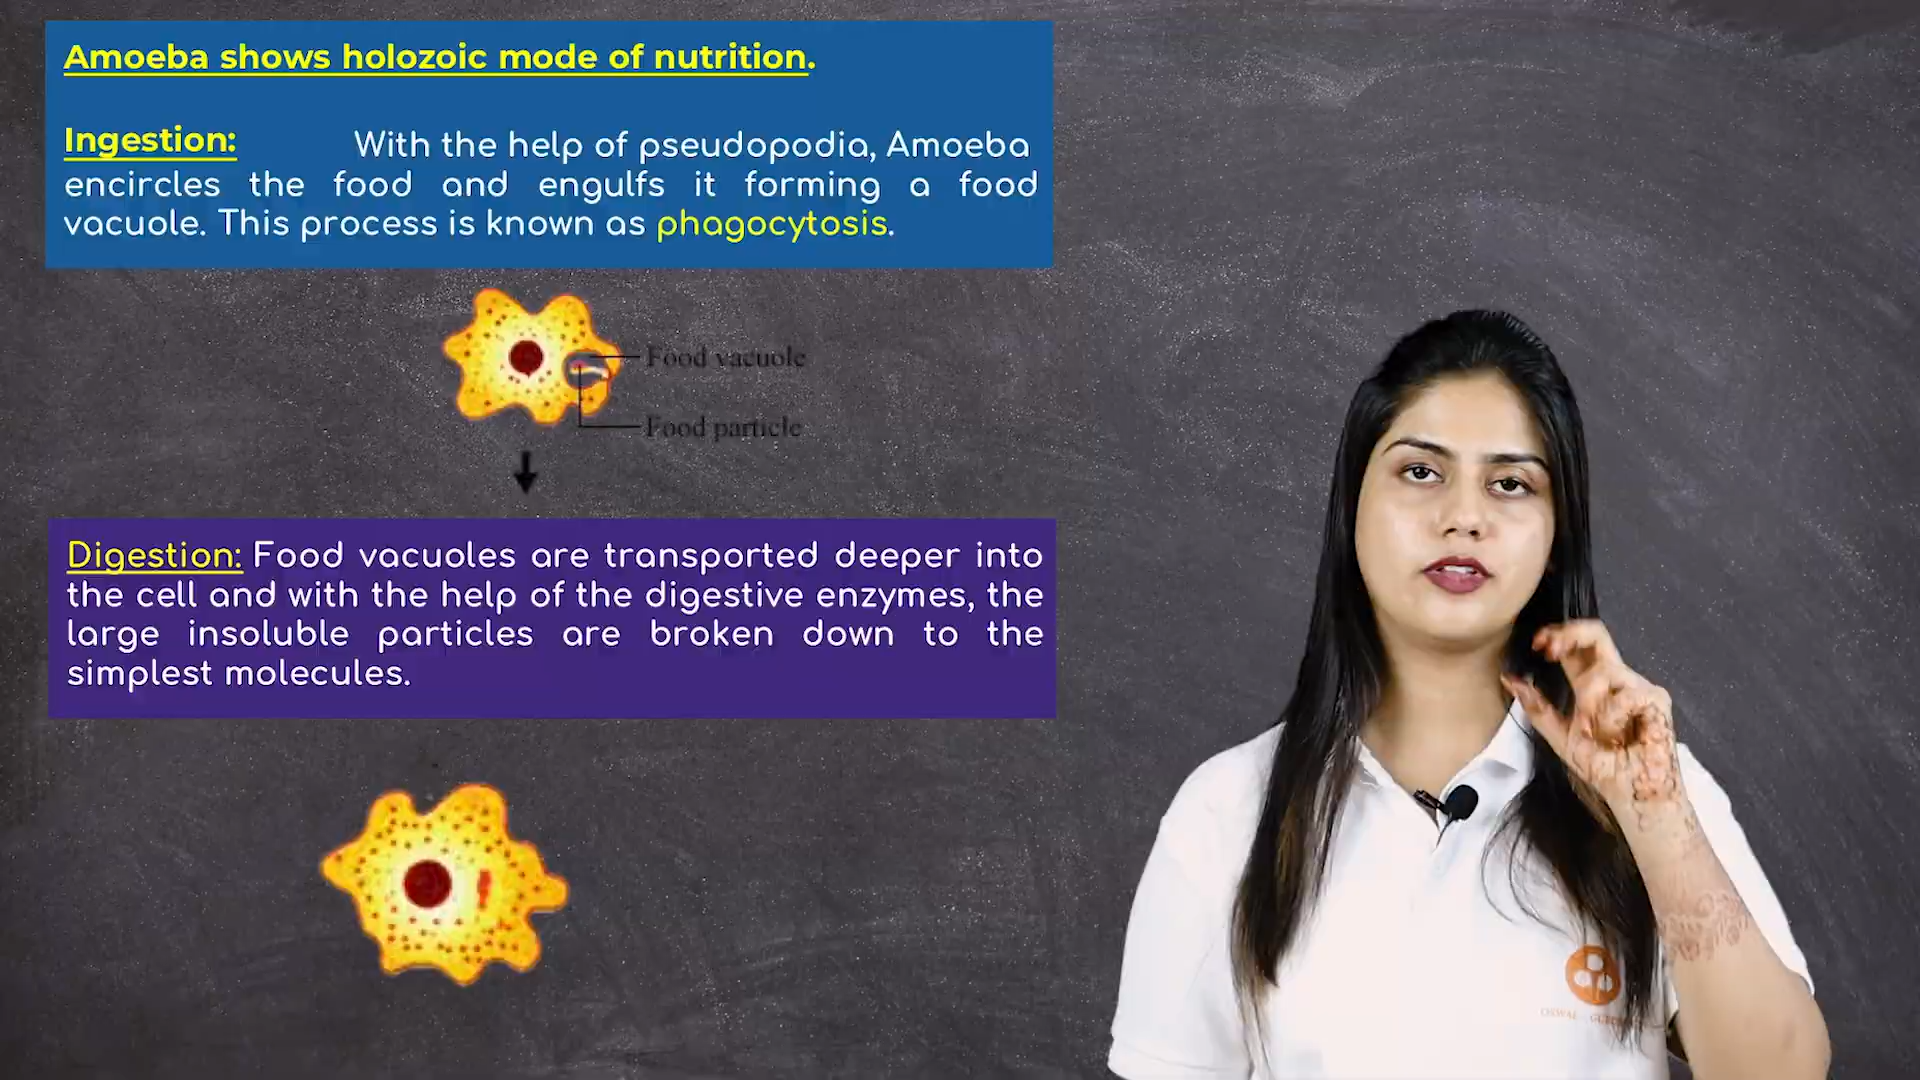 Amoeba shows holozoic mode of nutrition.
Ingestion: With the help of pseudopodia, Amoeba
encircles the food and engulfs it forming a food
vacuole. This process is known as phagocytosis.
Food vacuole
Food particle
Digestion: Food vacuoles are transported deeper into
the cell and with the help of the digestive enzymes, the
large insoluble particles are broken down to the
simplest molecules.